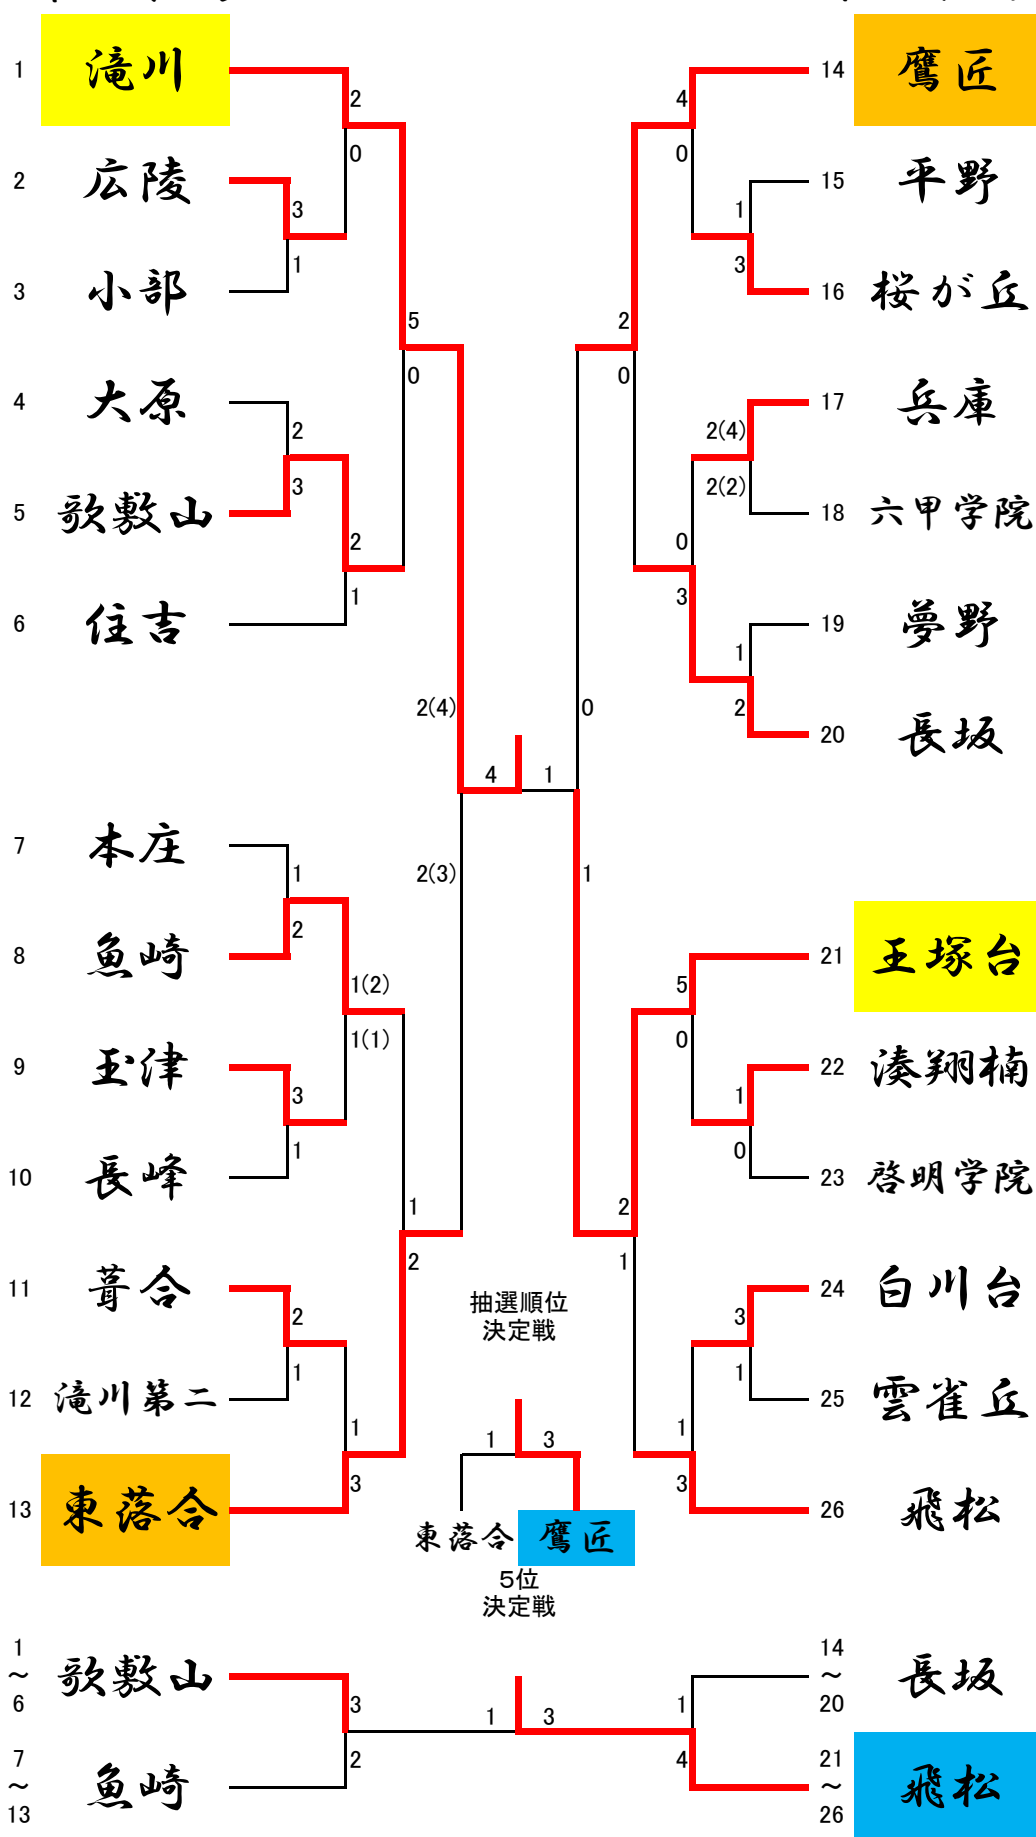 1 滝川
2
0
2 広陵
3
1
3 小部
5
0
4 大原
2
3
5 歌敷山
2
1
6 住吉
2(4)
4 1
2(3)
7 本庄
1
2
8 魚崎
1(2)
1(1)
9 玉津
3
1
10 長峰
1
2
11 葺合
2
1
12 滝川第二
1
3
13 東落合
14 鷹匠
4
0
15 平野
1
3
16 桜が丘
2
0
17 兵庫
2(4)
2(2)
18 六甲学院
0
3
19 夢野
1
2
20 長坂
0
1
21 王塚台
5
0
22 湊翔楠
1
0
23 啓明学院
2
1
24 白川台
3
1
25 雲雀丘
1
3
26 飛松
抽選順位
決定戦
1 3
東落合 鷹匠
5位
決定戦
1
～
6
歌敷山
3
2
7
～
13
魚崎
1 3
14
～
20
長坂
1
4
21
～
26
飛松